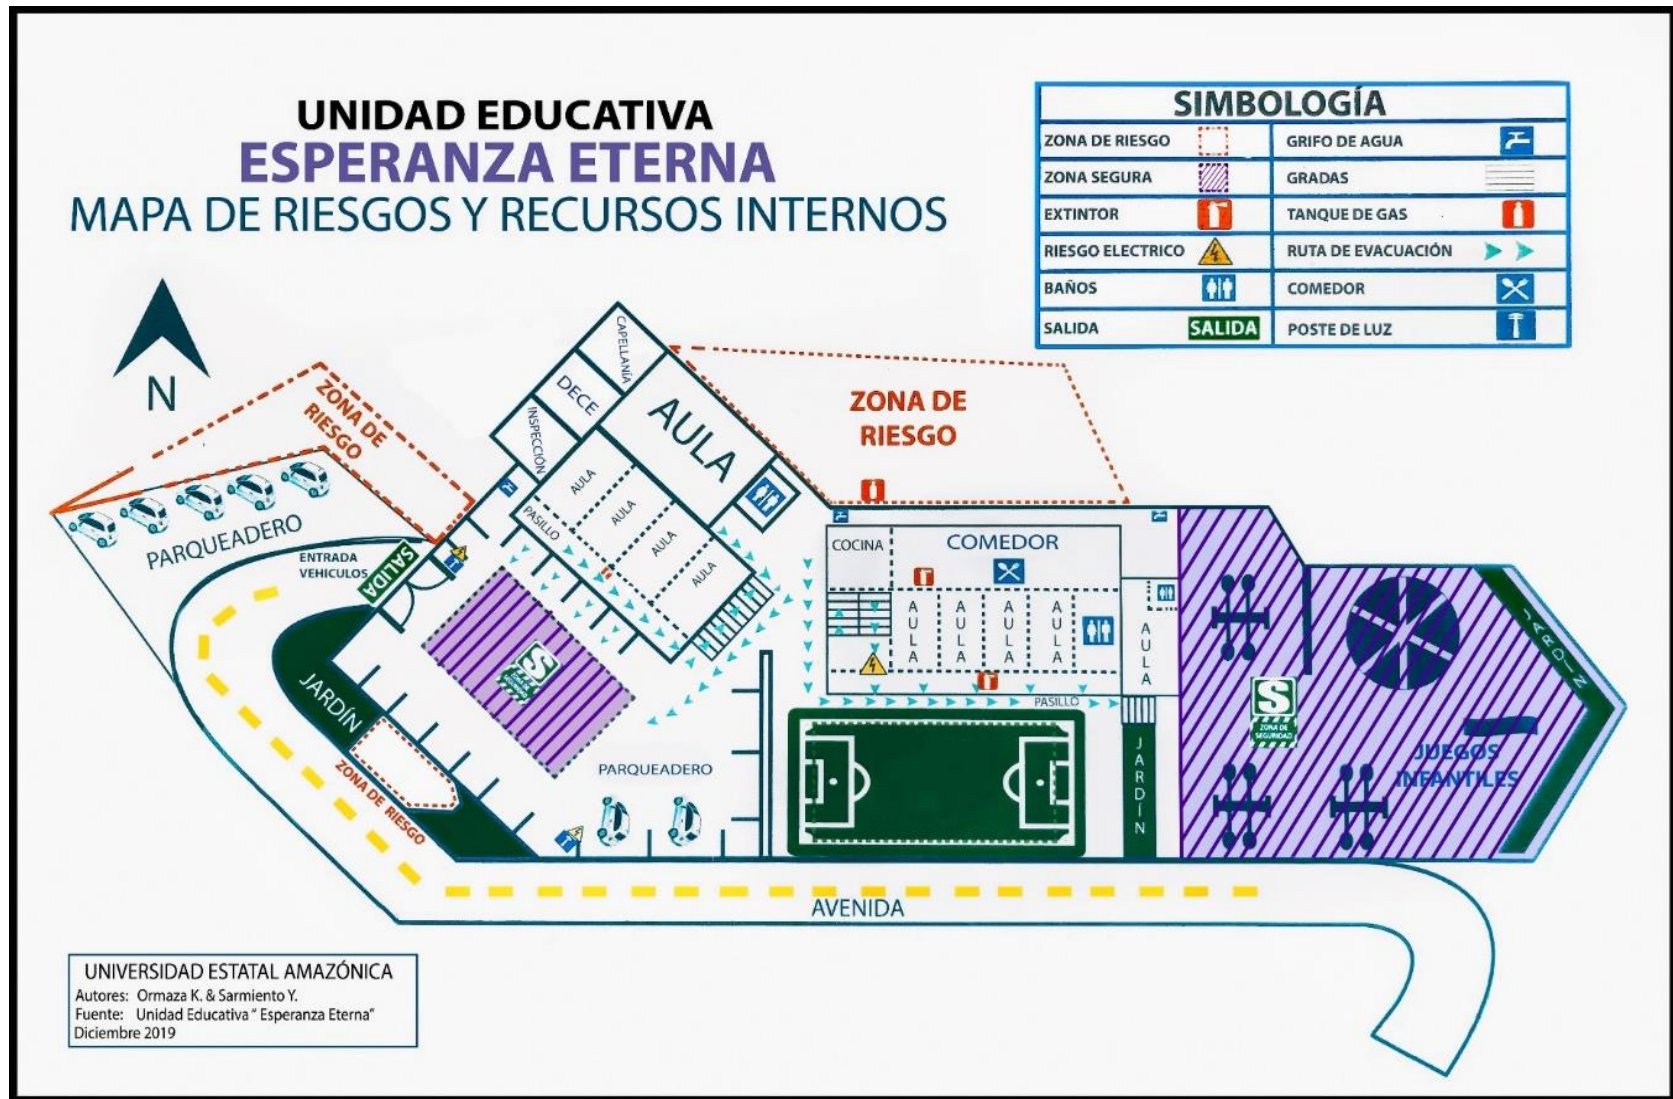 UNIDAD EDUCATIVA
ESPERANZA ETERNA
MAPA DE RIESGOS Y RECURSOS INTERNOS
SIMBOLOGÍA
ZONA DE RIESGO
GRIFO DE AGUA
ZONA SEGURA
GRADAS
EXTINTOR
TANQUE DE GAS
RIESGO ELECTRICO
RUTA DE EVACUACIÓN
BAÑOS
COMEDOR
SALIDA
SALIDA
POSTE DE LUZ
N
ZONA DE
RIESGO
PARQUEADERO
ENTRADA
VEHICULOS
SALIDA
CAPELLANÍA
DECE
INSPECCIÓN
AULA
AULA
AULA
AULA
AULA
PASILLO
ZONA DE
RIESGO
COCINA
COMEDOR
AULA
AULA
AULA
AULA
AULA
PASILLO
S
S
ZONA DE
SEGURIDAD
JUEGOS
INFANTILES
JARDIN
JARDÍN
JARDÍN
ZONA DE RIESGO
PARQUEADERO
AVENIDA
UNIVERSIDAD ESTATAL AMAZÓNICA
Autores: Ormaza K. & Sarmiento Y.
Fuente: Unidad Educativa " Esperanza Eterna"
Diciembre 2019